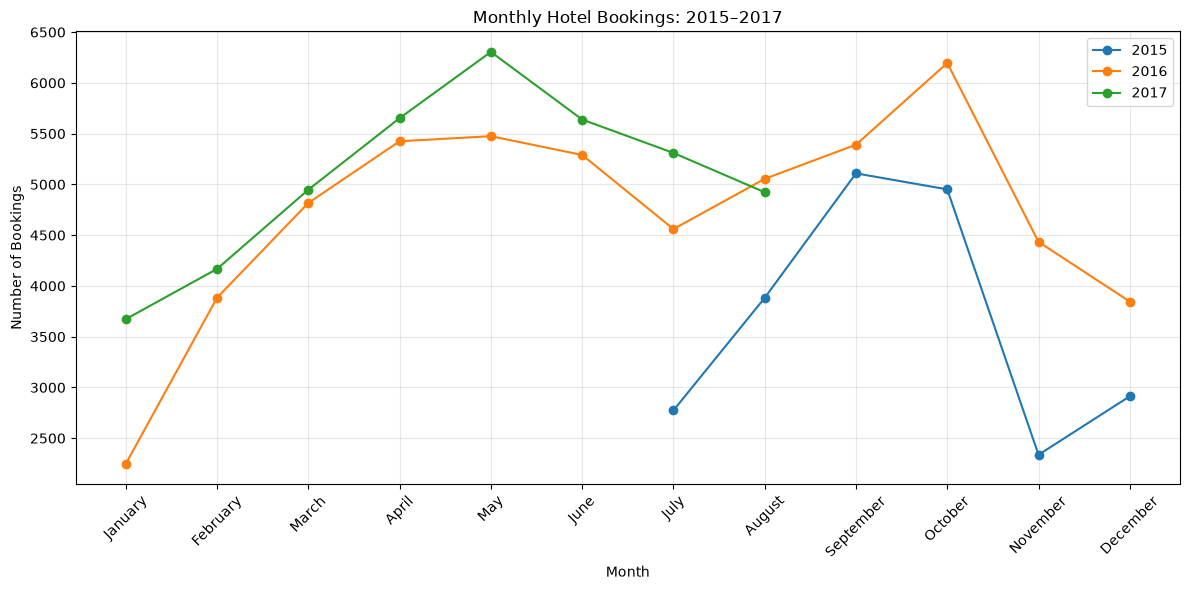 Monthly Hotel Bookings: 2015–2017
2015
2016
2017
Number of Bookings
6500
6000
5500
5000
4500
4000
3500
3000
2500
January
February
March
April
May
June
July
August
September
October
November
December
Month